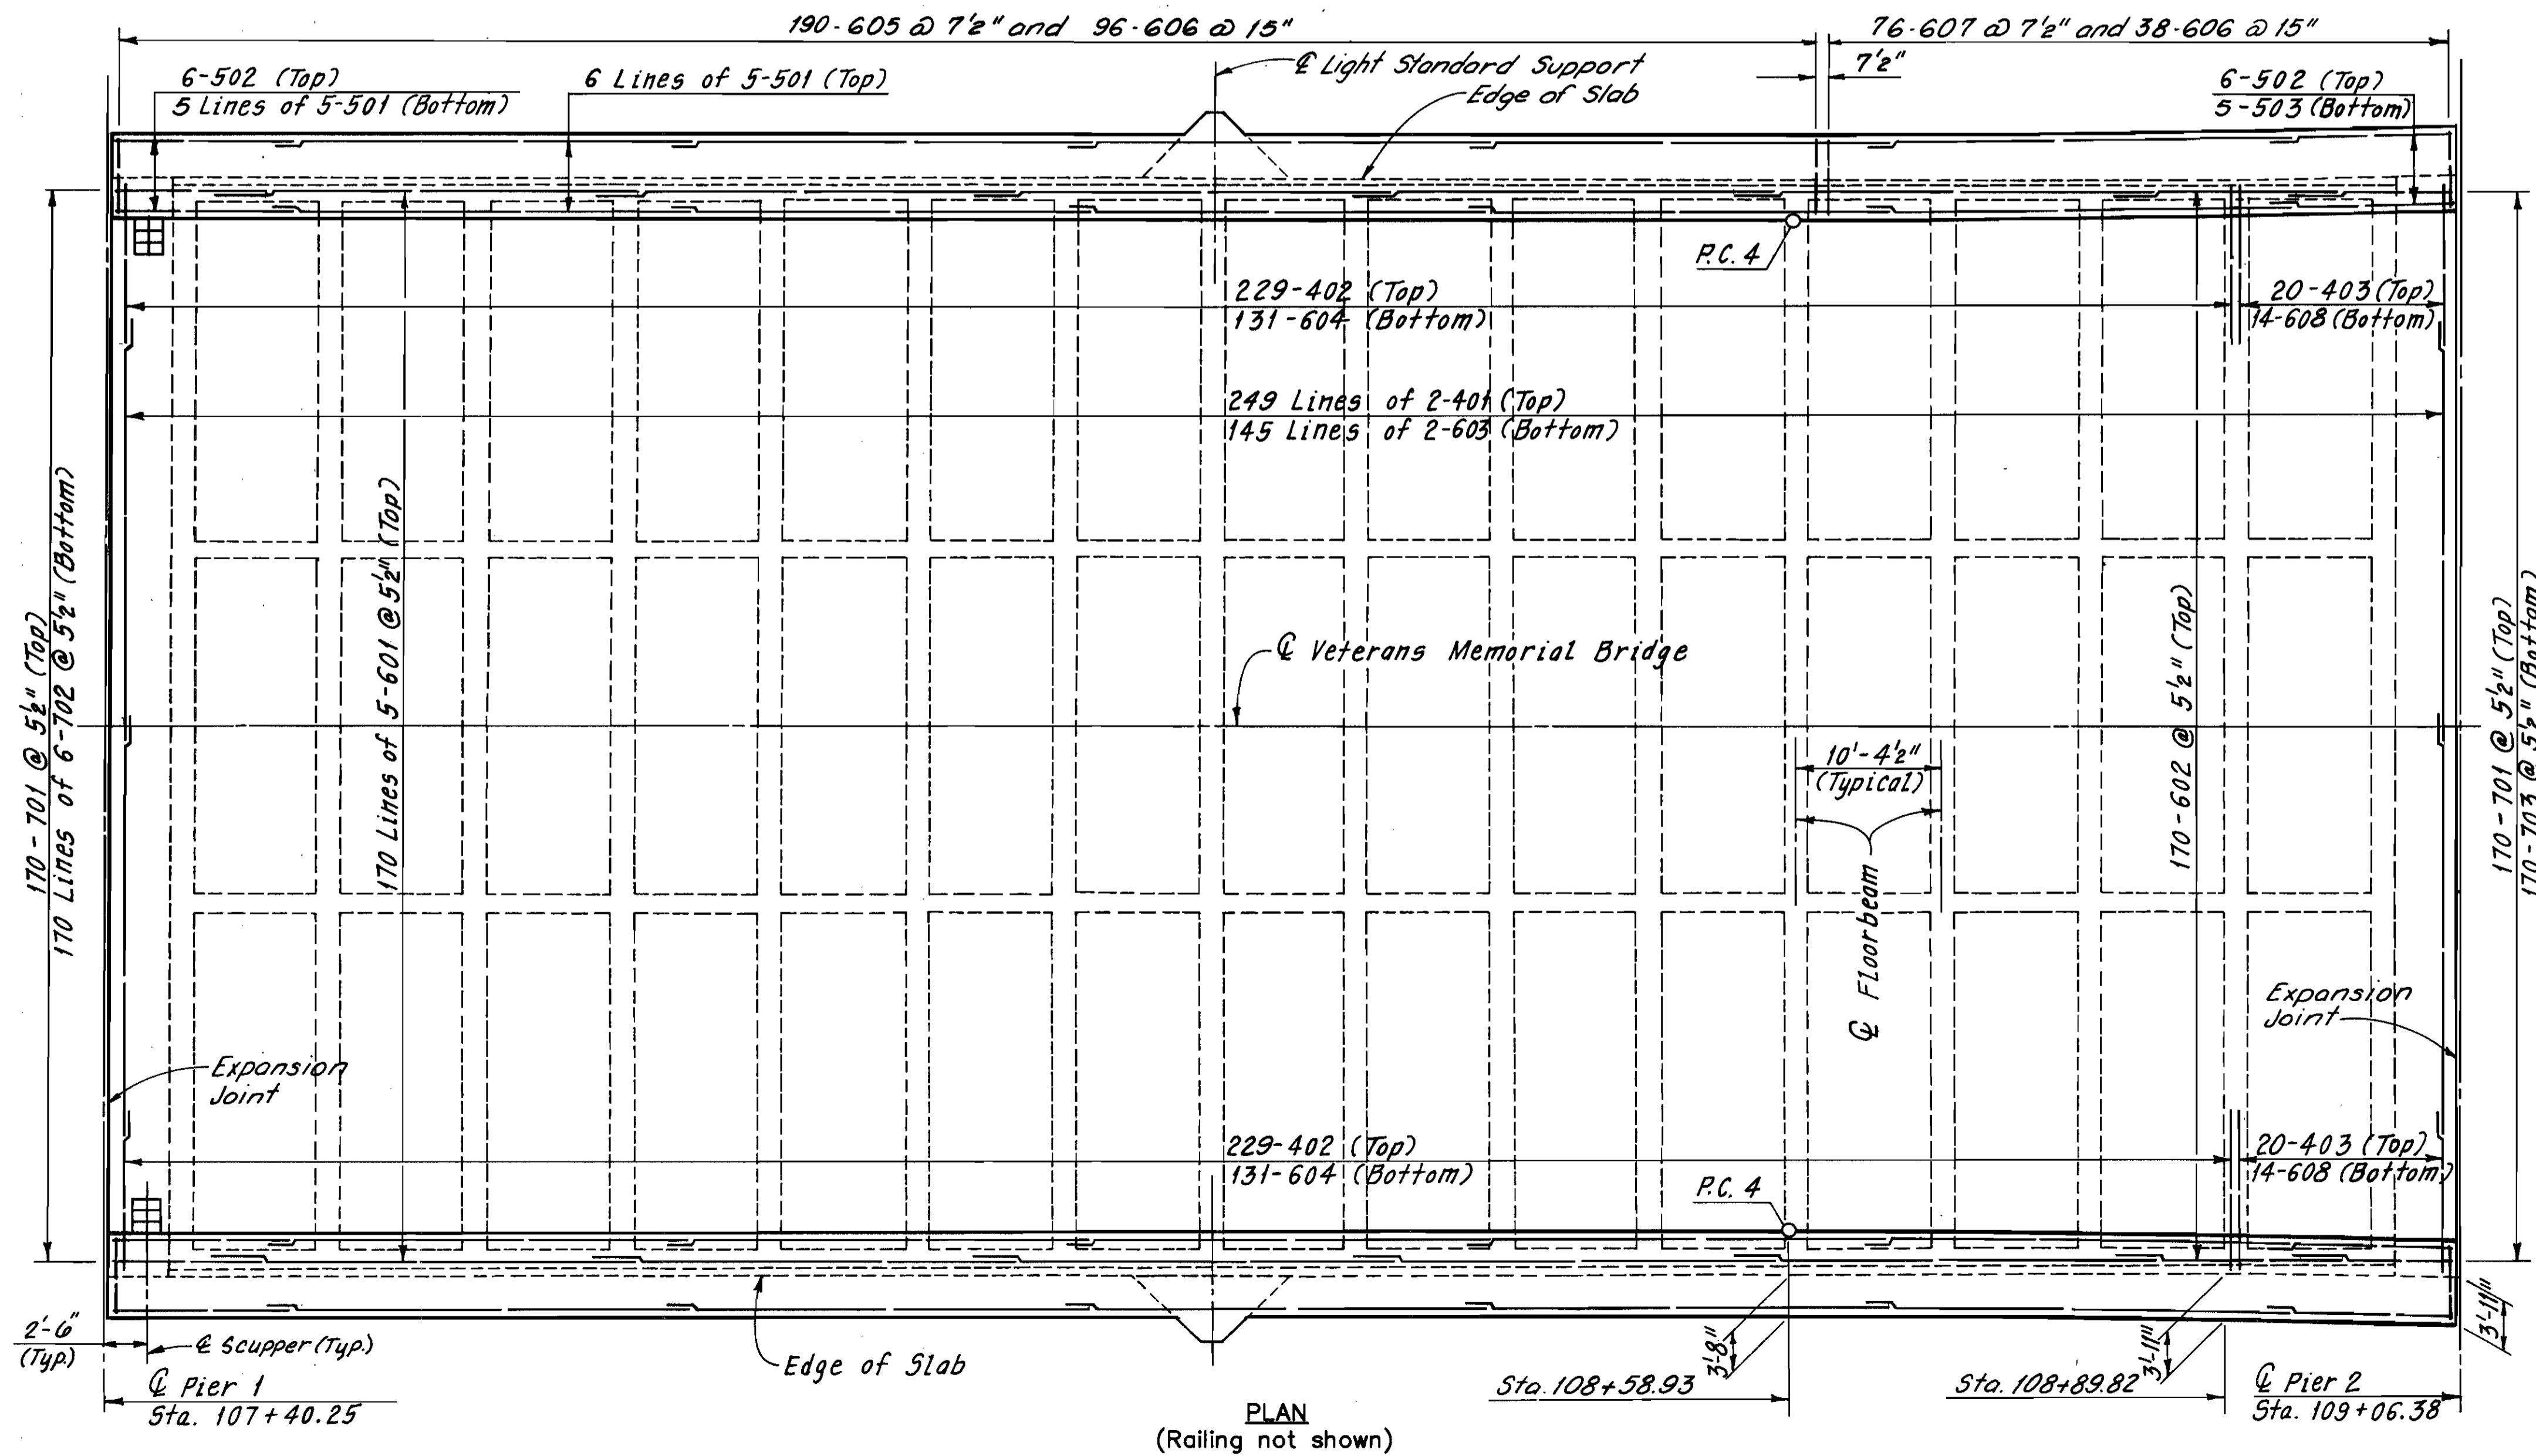 190-605 @ 7½" and 96-606 @ 15"
76-607 @ 7½" and 38-606 @ 15"
7½"
6-502 (Top)
5 Lines of 5-501 (Bottom)
6 Lines of 5-501 (Top)
℄ Light Standard Support
Edge of Slab
6-502 (Top)
5-503 (Bottom)
P.C. 4
229-402 (Top)
131-604 (Bottom)
20-403 (Top)
14-608 (Bottom)
249 Lines of 2-401 (Top)
145 Lines of 2-603 (Bottom)
170-701 @ 5½" (Top)
170 Lines of 6-702 @ 5½" (Bottom)
170 Lines of 5-601 @ 5½" (Top)
℄ Veterans Memorial Bridge
10'-4½"
(Typical)
℄ Floorbeam
170-602 @ 5½" (Top)
170-701 @ 5½" (Top)
170-703 @ 5½" (Bottom)
Expansion
Joint
Expansion
Joint
229-402 (Top)
131-604 (Bottom)
20-403 (Top)
14-608 (Bottom)
P.C. 4
2'-6"
(Typ.)
℄ Scupper (Typ.)
Edge of Slab
3'-8"
3'-11"
3'-11"
℄ Pier 1
Sta. 107+40.25
Sta. 108+58.93
Sta. 108+89.82
℄ Pier 2
Sta. 109+06.38
PLAN
(Railing not shown)